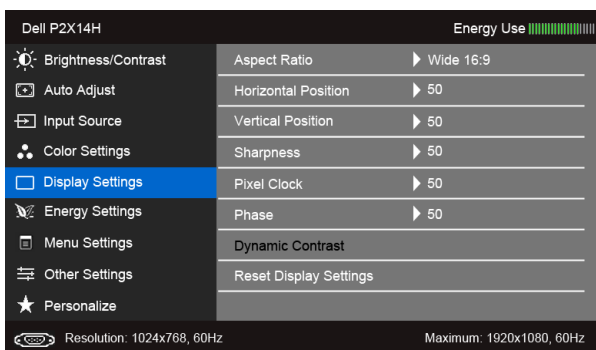 Dell P2X14H Energy Use
Brightness/Contrast Aspect Ratio Wide 16:9
Auto Adjust Horizontal Position 50
Input Source Vertical Position 50
Color Settings Sharpness 50
Display Settings Pixel Clock 50
Energy Settings Phase 50
Menu Settings Dynamic Contrast
Other Settings Reset Display Settings
Personalize
Resolution: 1024x768, 60Hz Maximum: 1920x1080, 60Hz